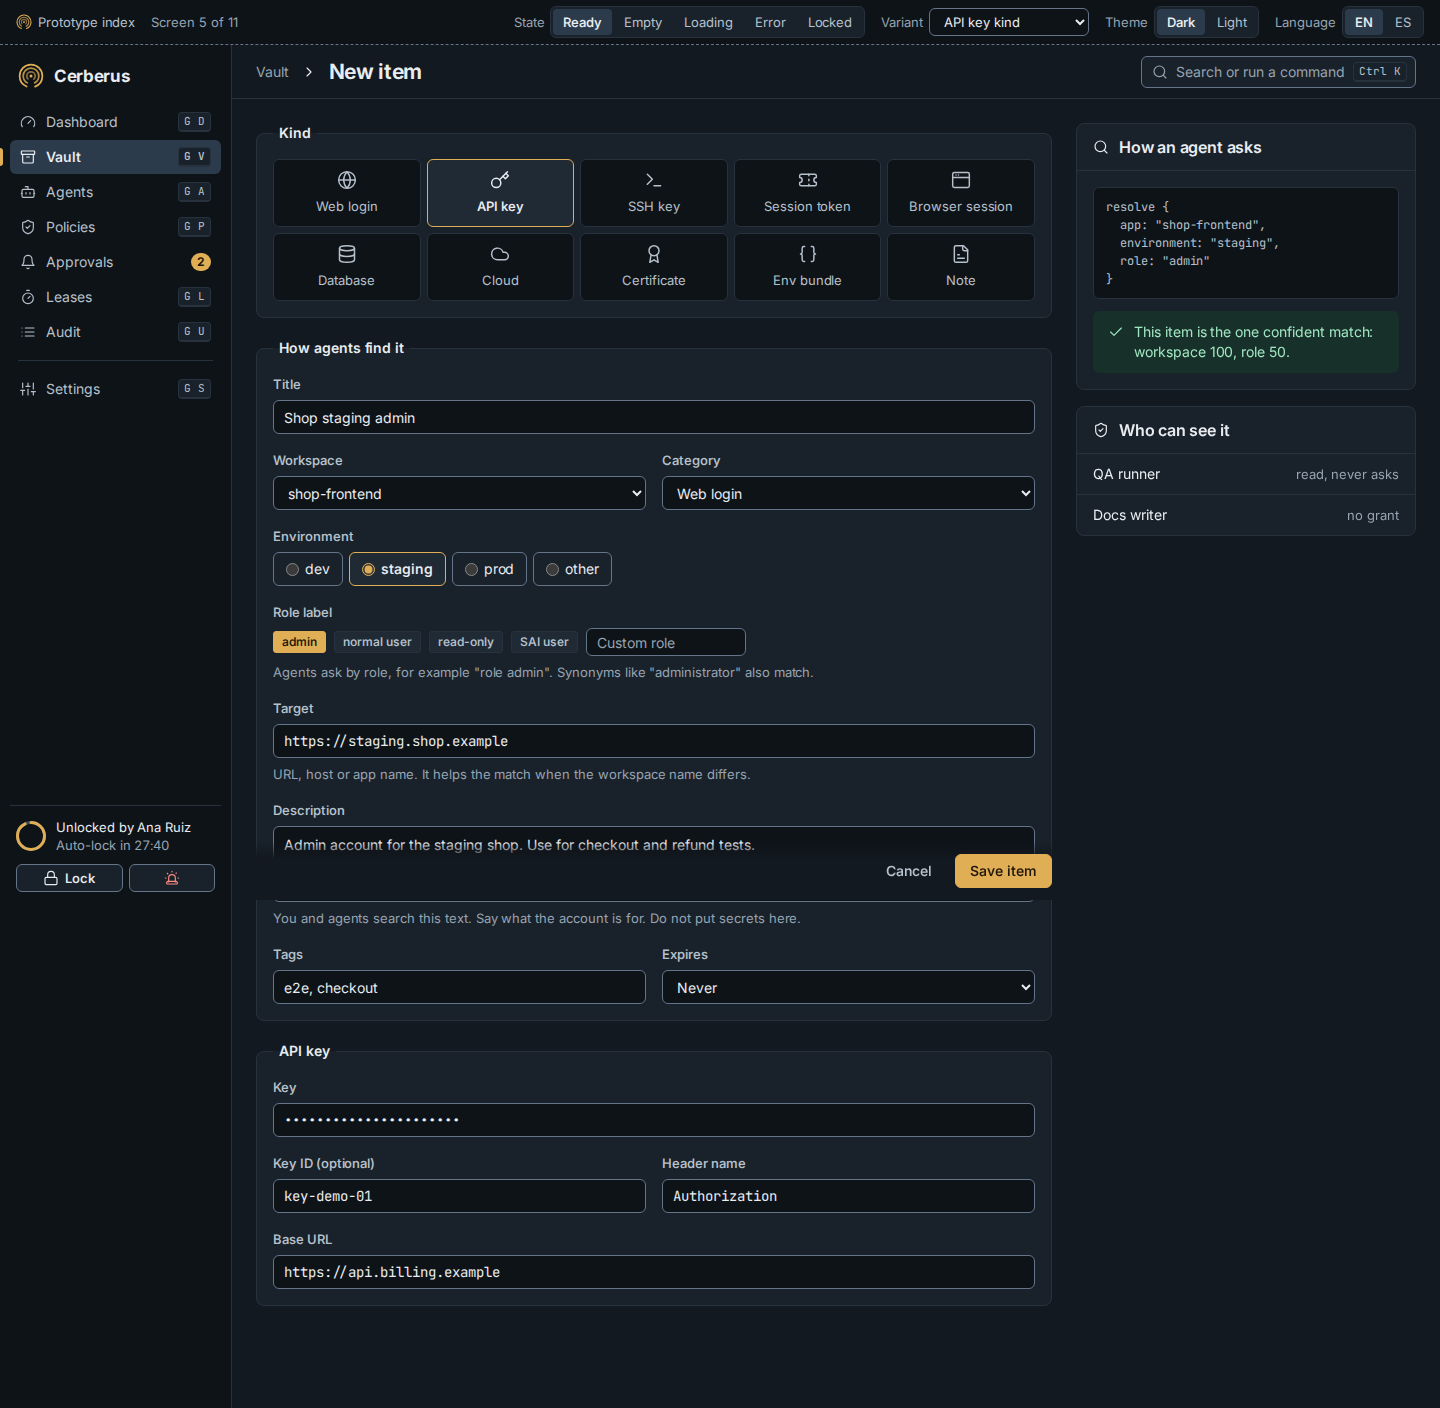 Prototype index
Screen 5 of 11
State
Ready
Empty
Loading
Error
Locked
Variant
API key kind
Theme
Dark
Light
Language
EN
ES
Cerberus
Dashboard
G D
Vault
G V
Agents
G A
Policies
G P
Approvals
2
Leases
G L
Audit
G U
Settings
G S
Unlocked by Ana Ruiz
Auto-lock in 27:40
Lock
Vault
New item
Search or run a command
Ctrl K
Kind
Web login
API key
SSH key
Session token
Browser session
Database
Cloud
Certificate
Env bundle
Note
How agents find it
Title
Shop staging admin
Workspace
Category
shop-frontend
Web login
Environment
dev
staging
prod
other
Role label
admin
normal user
read-only
SAI user
Custom role
Agents ask by role, for example "role admin". Synonyms like "administrator" also match.
Target
https://staging.shop.example
URL, host or app name. It helps the match when the workspace name differs.
Description
Admin account for the staging shop. Use for checkout and refund tests.
Cancel
Save item
You and agents search this text. Say what the account is for. Do not put secrets here.
Tags
Expires
e2e, checkout
Never
API key
Key
••••••••••••••••••••••
Key ID (optional)
Header name
key-demo-01
Authorization
Base URL
https://api.billing.example
How an agent asks
resolve {
app: "shop-frontend",
environment: "staging",
role: "admin"
}
This item is the one confident match:
workspace 100, role 50.
Who can see it
QA runner
read, never asks
Docs writer
no grant